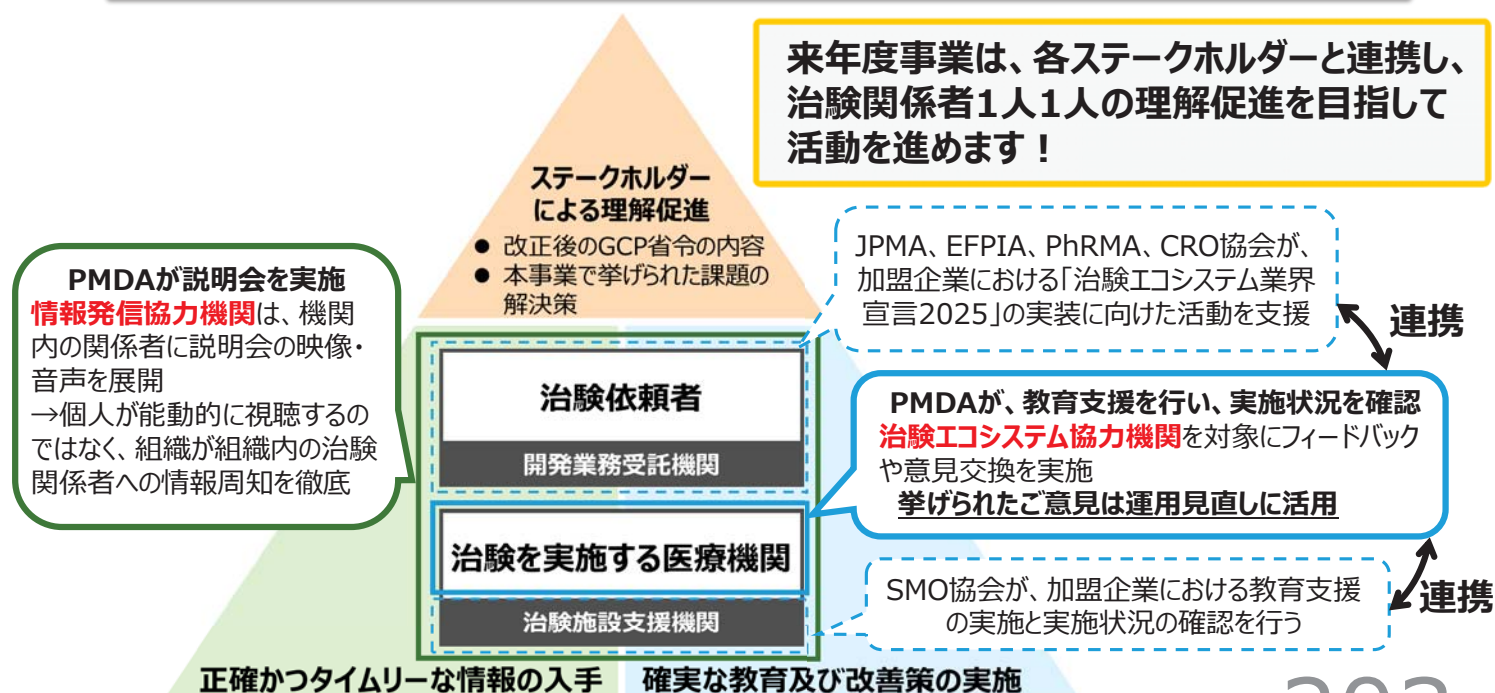 来年度事業は、各ステークホルダーと連携し、
治験関係者1人1人の理解促進を目指して
活動を進めます！
ステークホルダー
による理解促進
● 改正後のGCP省令の内容
● 本事業で挙げられた課題の
解決策
PMDAが説明会を実施
情報発信協力機関は、機関
内の関係者に説明会の映像・
音声を展開
→個人が能動的に視聴するの
ではなく、組織が組織内の治験
関係者への情報周知を徹底
JPMA、EFPIA、PhRMA、CRO協会が、
加盟企業における「治験エコシステム業界
宣言2025」の実装に向けた活動を支援
連携
治験依頼者
開発業務受託機関
PMDAが、教育支援を行い、実施状況を確認
治験エコシステム協力機関を対象にフィードバック
や意見交換を実施
挙げられたご意見は運用見直しに活用
治験を実施する医療機関
治験施設支援機関
SMO協会が、加盟企業における教育支援
の実施と実施状況の確認を行う
連携
正確かつタイムリーな情報の入手
確実な教育及び改善策の実施